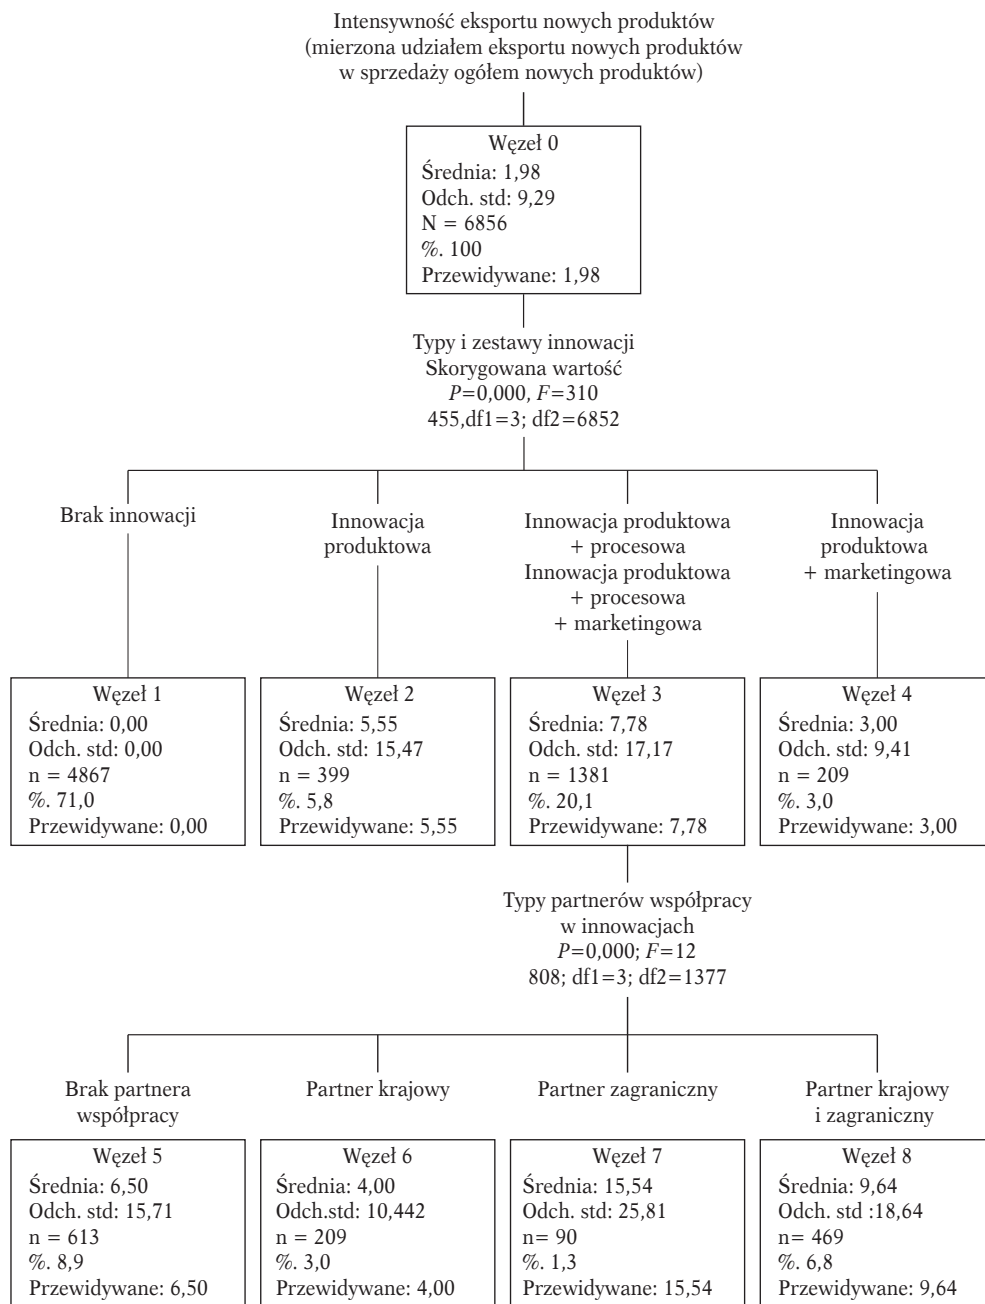 Intensywność eksportu nowych produktów
(mierzona udziałem eksportu nowych produktów
w sprzedaży ogółem nowych produktów)
Węzeł 0
Średnia: 1,98
Odch. std: 9,29
N = 6856
%. 100
Przewidywane: 1,98
Typy i zestawy innowacji
Skorygowana wartość
P=0,000, F=310
455,df1=3; df2=6852
Brak innowacji
Innowacja
produktowa
Innowacja produktowa
+ procesowa
Innowacja produktowa
+ procesowa
+ marketingowa
Innowacja
produktowa
+ marketingowa
Węzeł 1
Średnia: 0,00
Odch. std: 0,00
n = 4867
%. 71,0
Przewidywane: 0,00
Węzeł 2
Średnia: 5,55
Odch. std: 15,47
n = 399
%. 5,8
Przewidywane: 5,55
Węzeł 3
Średnia: 7,78
Odch. std: 17,17
n = 1381
%. 20,1
Przewidywane: 7,78
Węzeł 4
Średnia: 3,00
Odch. std: 9,41
n = 209
%. 3,0
Przewidywane: 3,00
Typy partnerów współpracy
w innowacjach
P=0,000; F=12
808; df1=3; df2=1377
Brak partnera
współpracy
Partner krajowy
Partner zagraniczny
Partner krajowy
i zagraniczny
Węzeł 5
Średnia: 6,50
Odch. std: 15,71
n = 613
%. 8,9
Przewidywane: 6,50
Węzeł 6
Średnia: 4,00
Odch.std: 10,442
n = 209
%. 3,0
Przewidywane: 4,00
Węzeł 7
Średnia: 15,54
Odch. std: 25,81
n= 90
%. 1,3
Przewidywane: 15,54
Węzeł 8
Średnia: 9,64
Odch. std :18,64
n= 469
%. 6,8
Przewidywane: 9,64